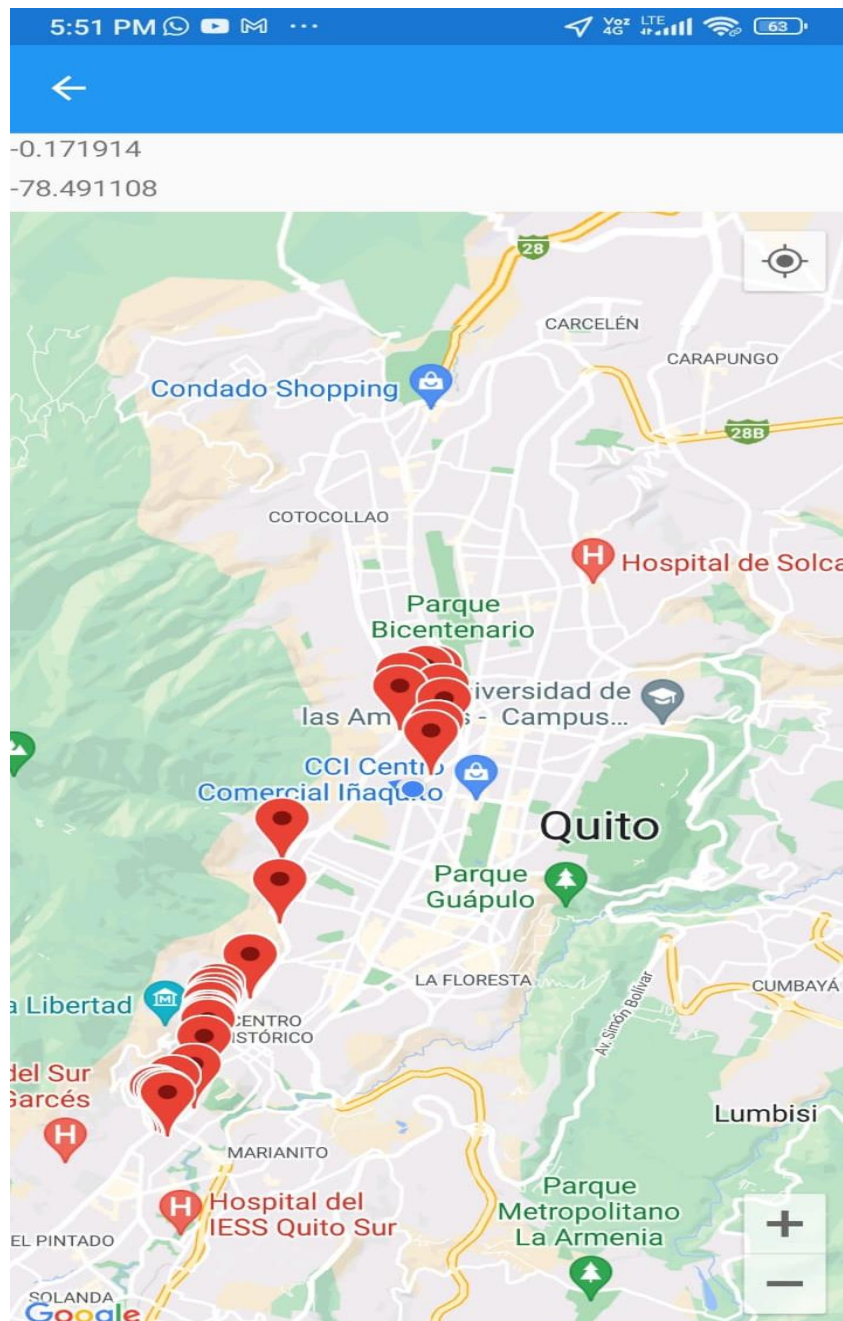 5:51 PM
Voz 4G LTE 63
-0.171914
-78.491108
28
CARCELÉN
CARAPUNGO
Condado Shopping
28B
COTOCOLLAO
Hospital de Solca
Parque
Bicentenario
iversidad de
las Am s - Campus...
CCI Centro
Comercial Iñaquito
Quito
Parque
Guápulo
LA FLORESTA
CUMBAYÁ
a Libertad
Av. Simón Bolívar
CENTRO
ISTÓRICO
del Sur
Garcés
Lumbisi
MARIANITO
Hospital del
IESS Quito Sur
Parque
Metropolitano
La Armenia
EL PINTADO
SOLANDA
Google